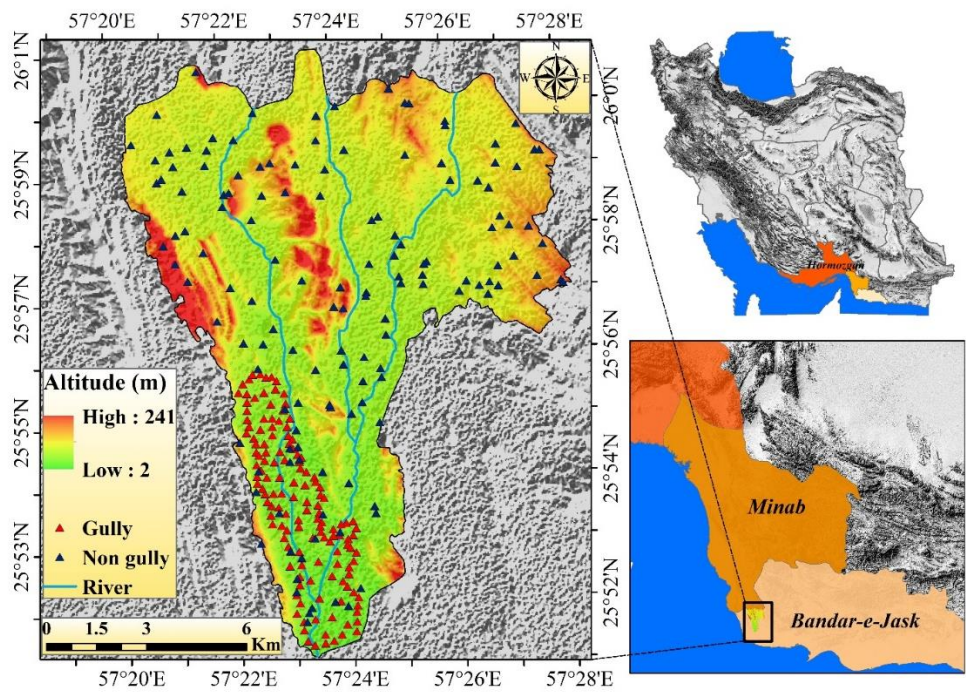 57°20'E 57°22'E 57°24'E 57°26'E 57°28'E
26°1'N
25°59'N
25°57'N
25°55'N
25°53'N
N
W E
S
26°0'N
25°58'N
25°56'N
25°54'N
25°52'N
Altitude (m)
High : 241
Low : 2
Gully
Non gully
River
0 1.5 3 6
Km
57°20'E 57°22'E 57°24'E 57°26'E 57°28'E
Hormozgan
Minab
Bandar-e-Jask